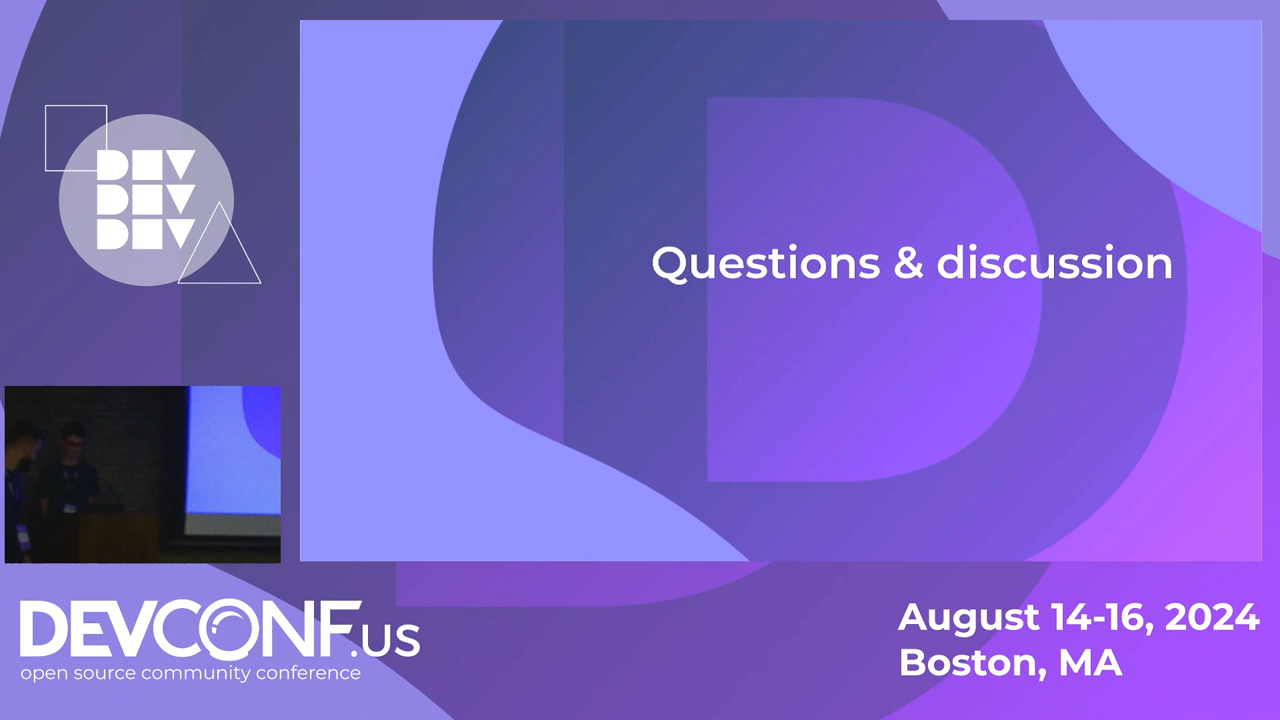 DEV
DEV
DEV
Questions & discussion
DEVCONF.US
open source community conference
August 14-16, 2024
Boston, MA